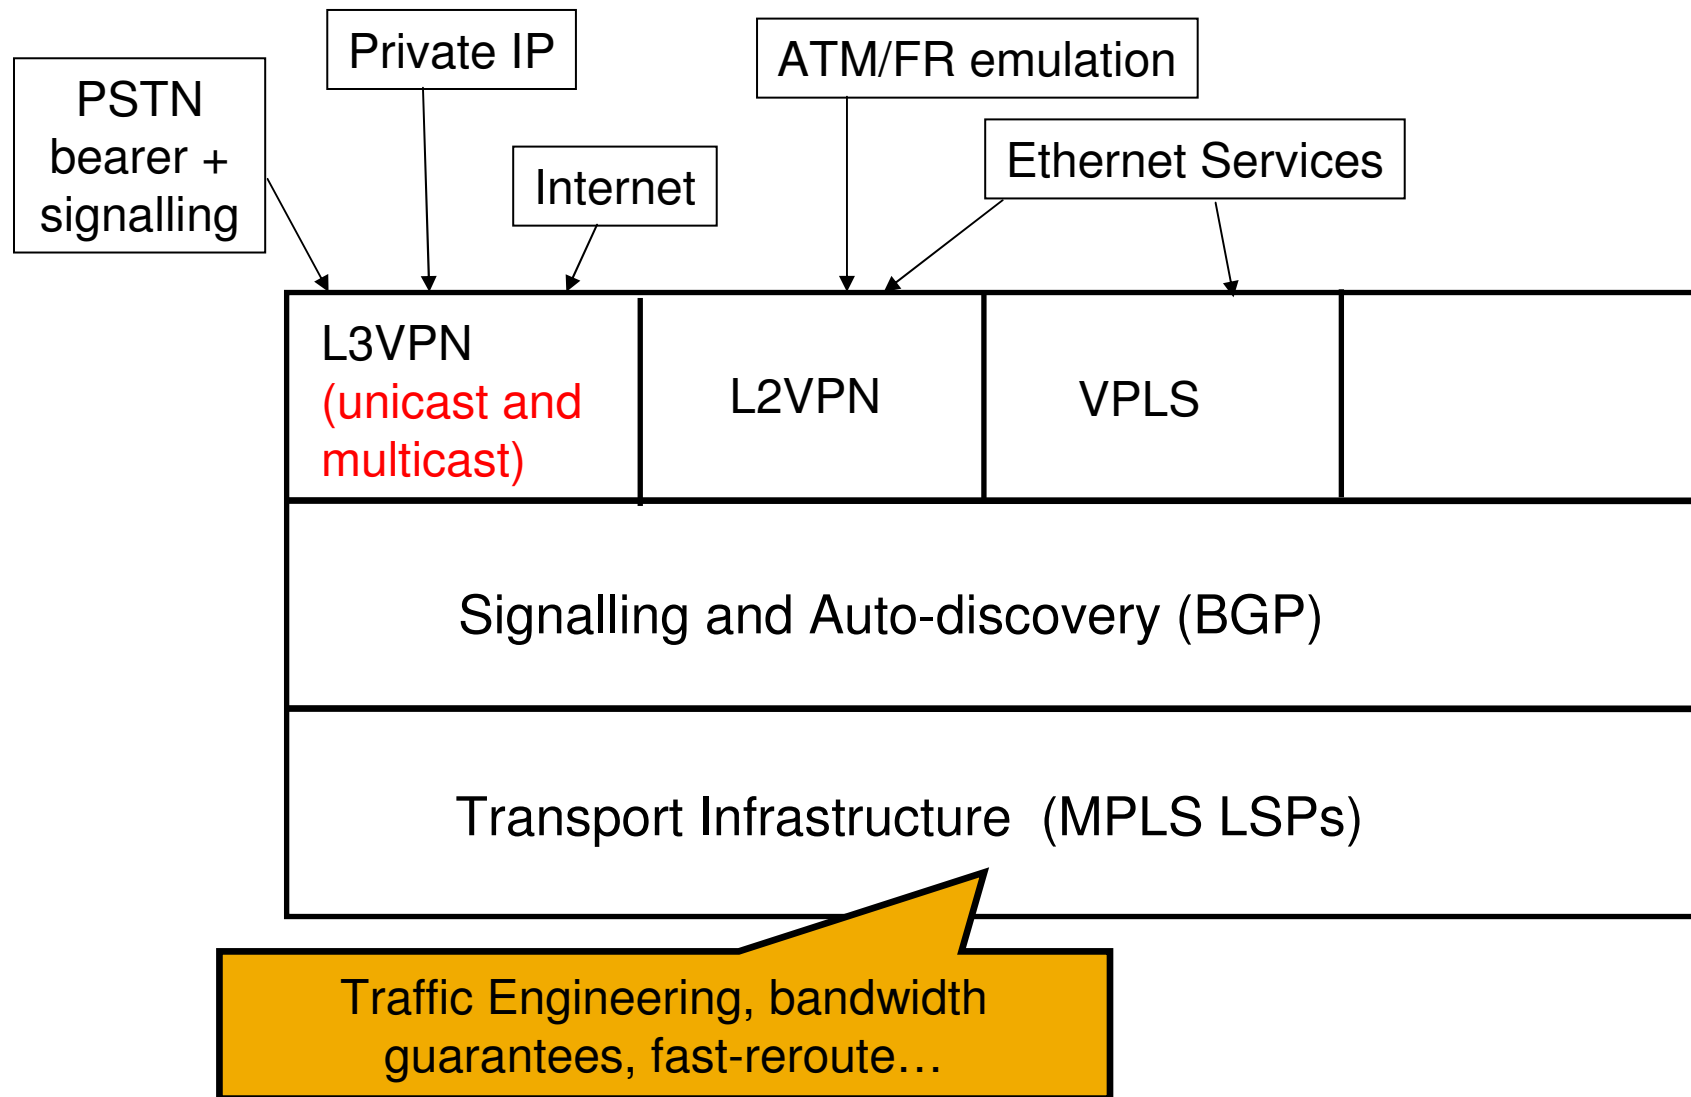 PSTN
bearer +
signalling
Private IP
Internet
ATM/FR emulation
Ethernet Services
L3VPN
(unicast and
multicast)
L2VPN
VPLS
Signalling and Auto-discovery (BGP)
Transport Infrastructure (MPLS LSPs)
Traffic Engineering, bandwidth
guarantees, fast-reroute…